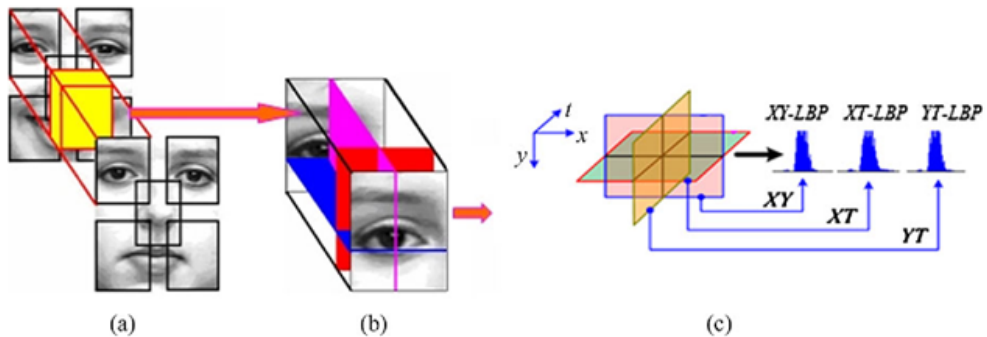 XY-LBP XT-LBP YT-LBP
t
x
y
XY
XT
YT
(a) (b) (c)